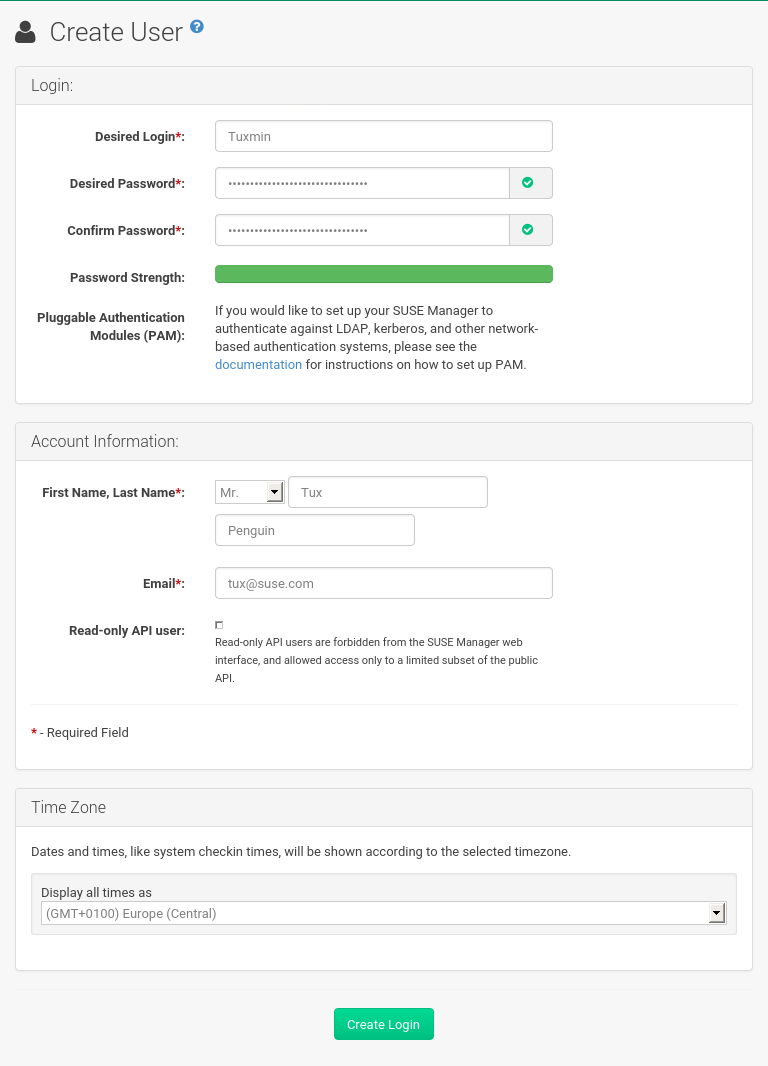 Create User ?
Login:
Desired Login*: Tuxmin
Desired Password*: ••••••••••••••••••••••••••••••••
Confirm Password*: ••••••••••••••••••••••••••••••••
Password Strength:
Pluggable Authentication
Modules (PAM):
If you would like to set up your SUSE Manager to
authenticate against LDAP, kerberos, and other network-
based authentication systems, please see the
documentation for instructions on how to set up PAM.
Account Information:
First Name, Last Name*: Mr. Tux
Penguin
Email*: tux@suse.com
Read-only API user:
Read-only API users are forbidden from the SUSE Manager web
interface, and allowed access only to a limited subset of the public
API.
* - Required Field
Time Zone
Dates and times, like system checkin times, will be shown according to the selected timezone.
Display all times as
(GMT+0100) Europe (Central)
Create Login